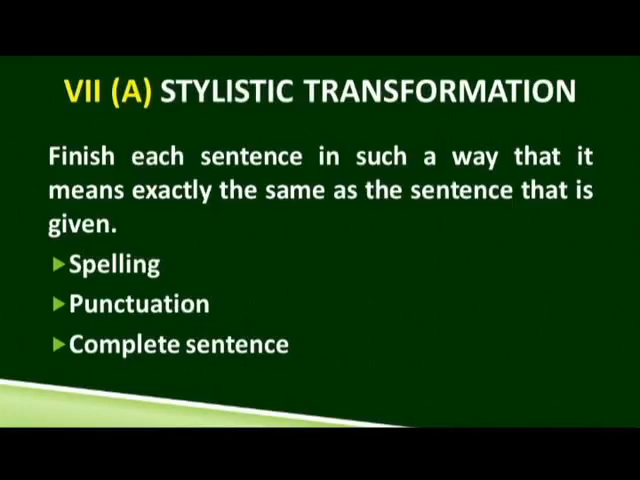 VII (A) STYLISTIC TRANSFORMATION
Finish each sentence in such a way that it
means exactly the same as the sentence that is
given.
Spelling
Punctuation
Complete sentence